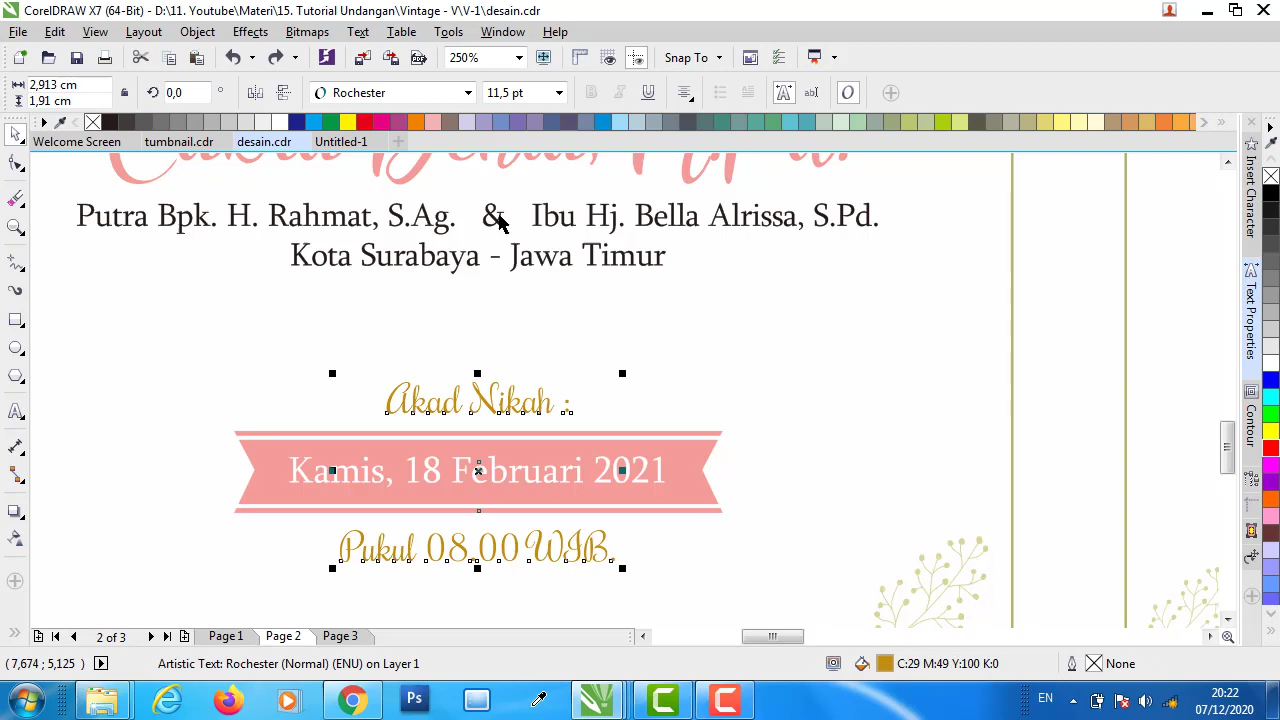 CorelDRAW X7 (64-Bit) - D:\11. Youtube\Materi\15. Tutorial Undangan\Vintage - V\V-1\desain.cdr
File Edit View Layout Object Effects Bitmaps Text Table Tools Window Help
250% Snap To
2,913 cm
1,91 cm
0,0 ° Rochester 11,5 pt
Welcome Screen tumbnail.cdr desain.cdr Untitled-1
Putra Bpk. H. Rahmat, S.Ag. & Ibu Hj. Bella Alrissa, S.Pd.
Kota Surabaya - Jawa Timur
Akad Nikah :
Kamis, 18 Februari 2021
Pukul 08.00 WIB.
Insert Character
Text Properties
Contour
2 of 3 Page 1 Page 2 Page 3
(7,674 ; 5,125 ) Artistic Text: Rochester (Normal) (ENU) on Layer 1 C:29 M:49 Y:100 K:0 None
Ps EN 20:22
07/12/2020